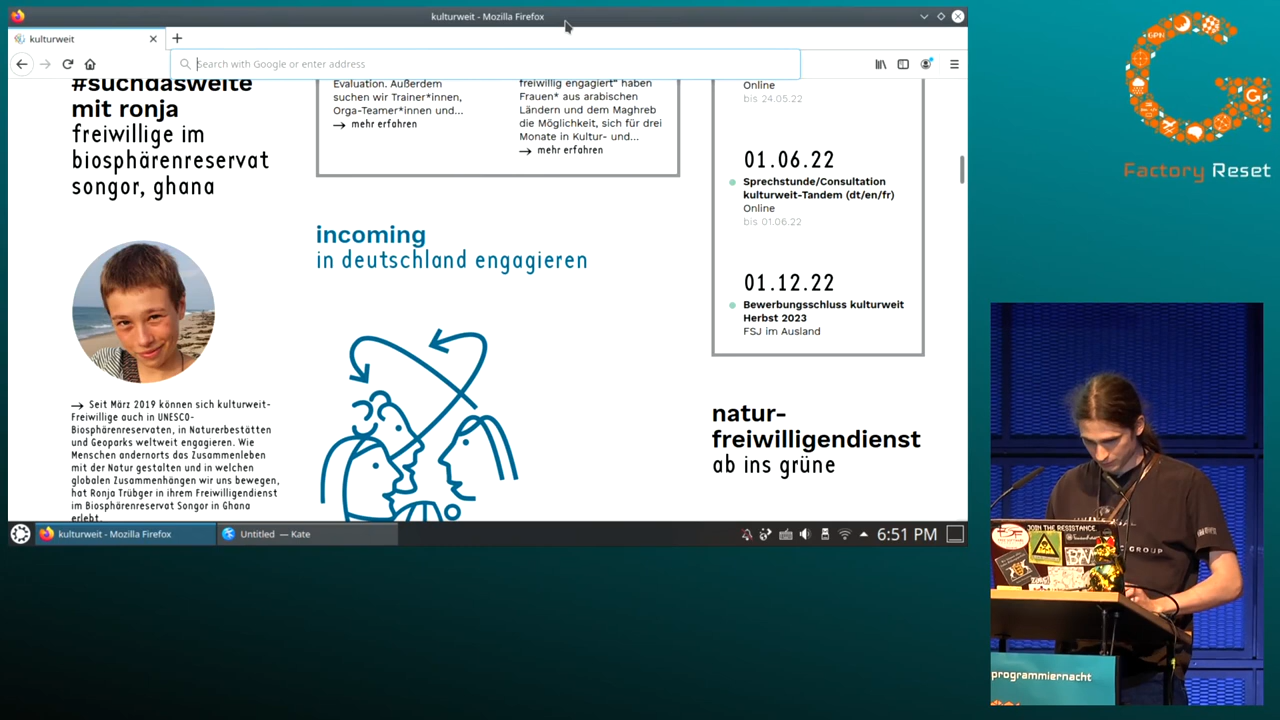 kulturweit - Mozilla Firefox
kulturweit
Search with Google or enter address
#suchdasweite
mit ronja
freiwillige im
biosphärenreservat
songor, ghana
Seit März 2019 können sich kulturweit-
Freiwillige auch in UNESCO-
Biosphärenreservaten, in Naturerbestätten
und Geoparks weltweit engagieren. Wie
Menschen andernorts das Zusammenleben
mit der Natur gestalten und in welchen
globalen Zusammenhängen wir uns bewegen,
hat Ronja Trübger in ihrem Freiwilligendienst
im Biosphärenreservat Songor in Ghana
erlebt.
Evaluation. Außerdem
suchen wir Trainer*innen,
Orga-Teamer*innen und...
→ mehr erfahren
freiwillig engagiert" haben
Frauen* aus arabischen
Ländern und dem Maghreb
die Möglichkeit, sich für drei
Monate in Kultur- und...
→ mehr erfahren
incoming
in deutschland engagieren
Online
bis 24.05.22
01.06.22
Sprechstunde/Consultation
kulturweit-Tandem (dt/en/fr)
Online
bis 01.06.22
01.12.22
Bewerbungsschluss kulturweit
Herbst 2023
FSJ im Ausland
natur-
freiwilligendienst
ab ins grüne
kulturweit - Mozilla Firefox
Untitled — Kate
6:51 PM
GPN
Factory Reset
JOIN THE RESISTANCE.
GROUP
programmiernacht